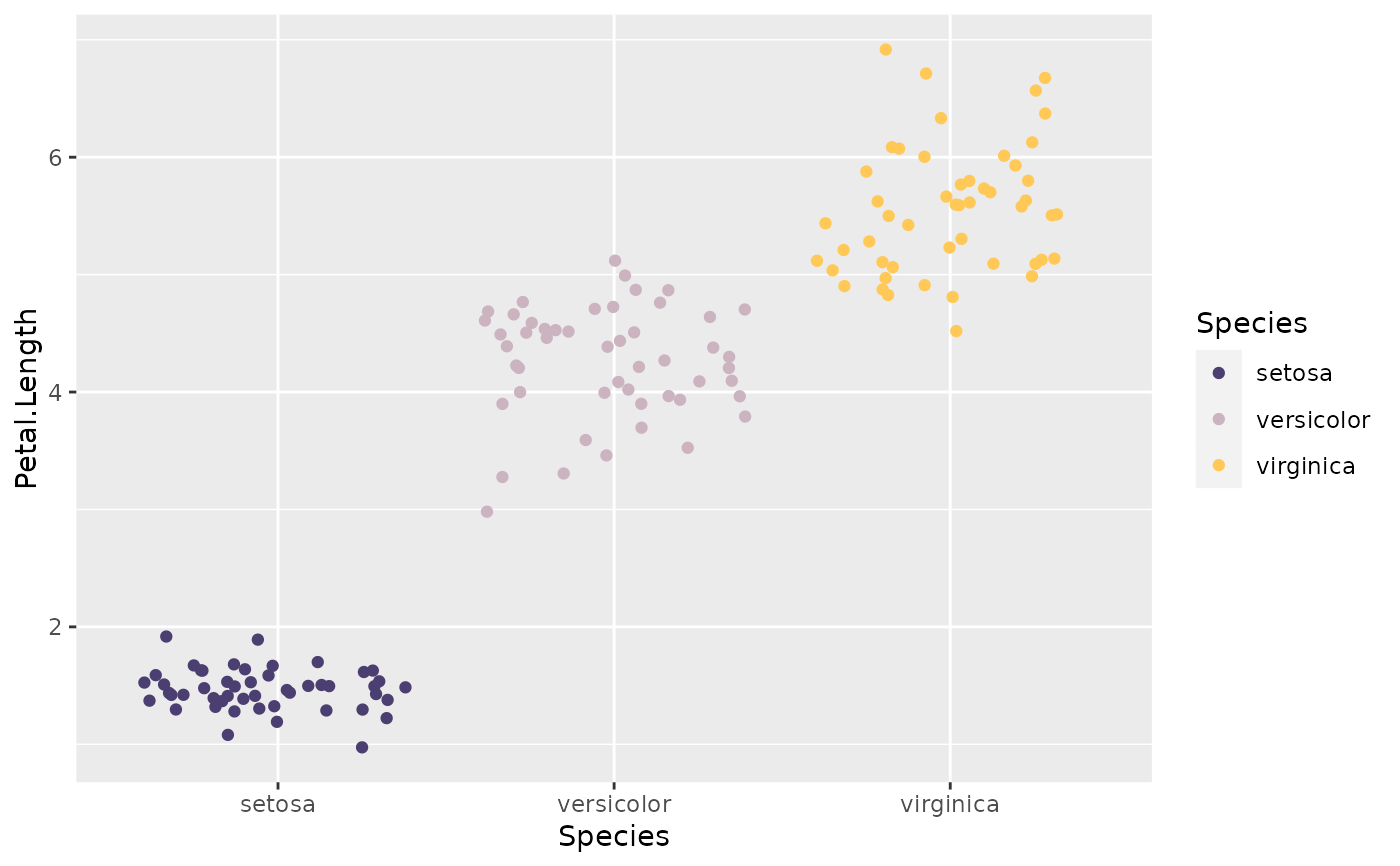 Petal.Length
6
4
2
setosa versicolor virginica
Species
Species
setosa
versicolor
virginica